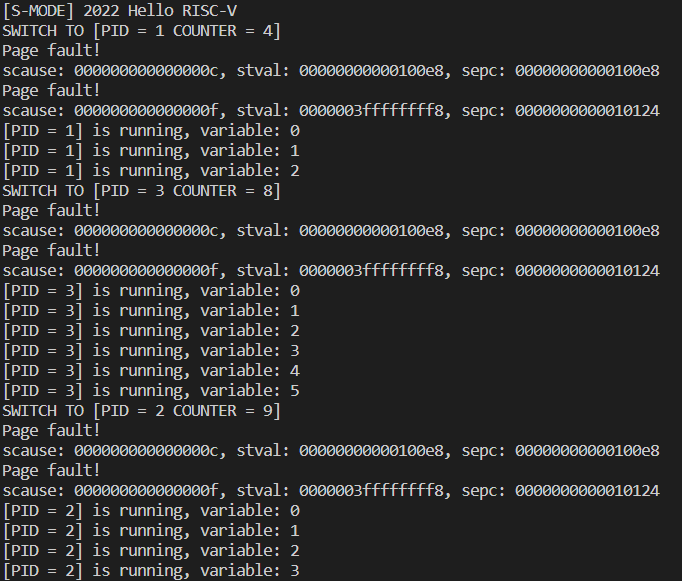 [S-MODE] 2022 Hello RISC-V
SWITCH TO [PID = 1 COUNTER = 4]
Page fault!
scause: 000000000000000c, stval: 00000000000100e8, sepc: 00000000000100e8
Page fault!
scause: 000000000000000f, stval: 0000003ffffffff8, sepc: 0000000000010124
[PID = 1] is running, variable: 0
[PID = 1] is running, variable: 1
[PID = 1] is running, variable: 2
SWITCH TO [PID = 3 COUNTER = 8]
Page fault!
scause: 000000000000000c, stval: 00000000000100e8, sepc: 00000000000100e8
Page fault!
scause: 000000000000000f, stval: 0000003ffffffff8, sepc: 0000000000010124
[PID = 3] is running, variable: 0
[PID = 3] is running, variable: 1
[PID = 3] is running, variable: 2
[PID = 3] is running, variable: 3
[PID = 3] is running, variable: 4
[PID = 3] is running, variable: 5
SWITCH TO [PID = 2 COUNTER = 9]
Page fault!
scause: 000000000000000c, stval: 00000000000100e8, sepc: 00000000000100e8
Page fault!
scause: 000000000000000f, stval: 0000003ffffffff8, sepc: 0000000000010124
[PID = 2] is running, variable: 0
[PID = 2] is running, variable: 1
[PID = 2] is running, variable: 2
[PID = 2] is running, variable: 3